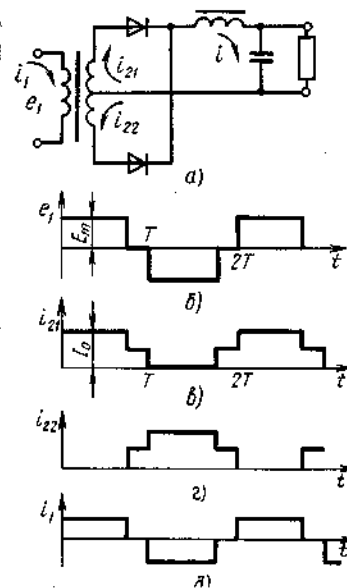 i₁
e₁
i₂₁
i₂₂
i
а)
e₁
Eₘ
T
2T
t
б)
i₂₁
I₀
T
2T
t
в)
i₂₂
t
г)
i₁
t
д)